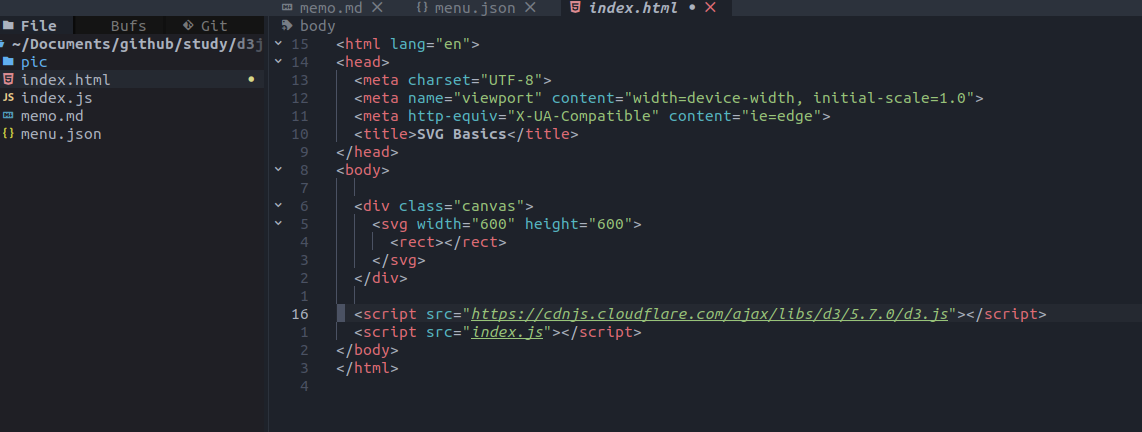 memo.md menu.json index.html
File Bufs Git
body
~/Documents/github/study/d3j
pic
index.html
index.js
memo.md
menu.json
15 <html lang="en">
14 <head>
13 <meta charset="UTF-8">
12 <meta name="viewport" content="width=device-width, initial-scale=1.0">
11 <meta http-equiv="X-UA-Compatible" content="ie=edge">
10 <title>SVG Basics</title>
9 </head>
8 <body>
7
6 <div class="canvas">
5 <svg width="600" height="600">
4 <rect></rect>
3 </svg>
2 </div>
1
16 <script src="https://cdnjs.cloudflare.com/ajax/libs/d3/5.7.0/d3.js"></script>
1 <script src="index.js"></script>
2 </body>
3 </html>
4